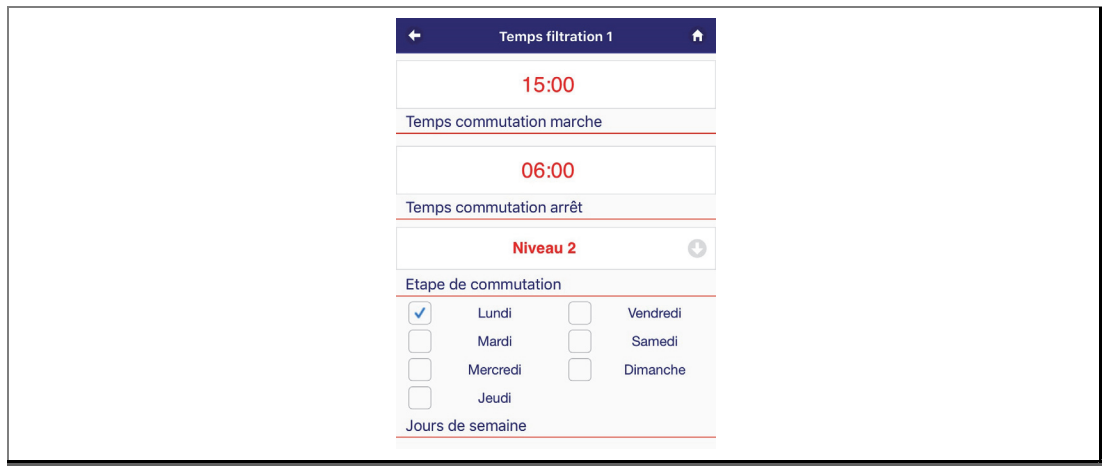 Temps filtration 1
15:00
Temps commutation marche
06:00
Temps commutation arrêt
Niveau 2
Etape de commutation
Lundi Vendredi
Mardi Samedi
Mercredi Dimanche
Jeudi
Jours de semaine